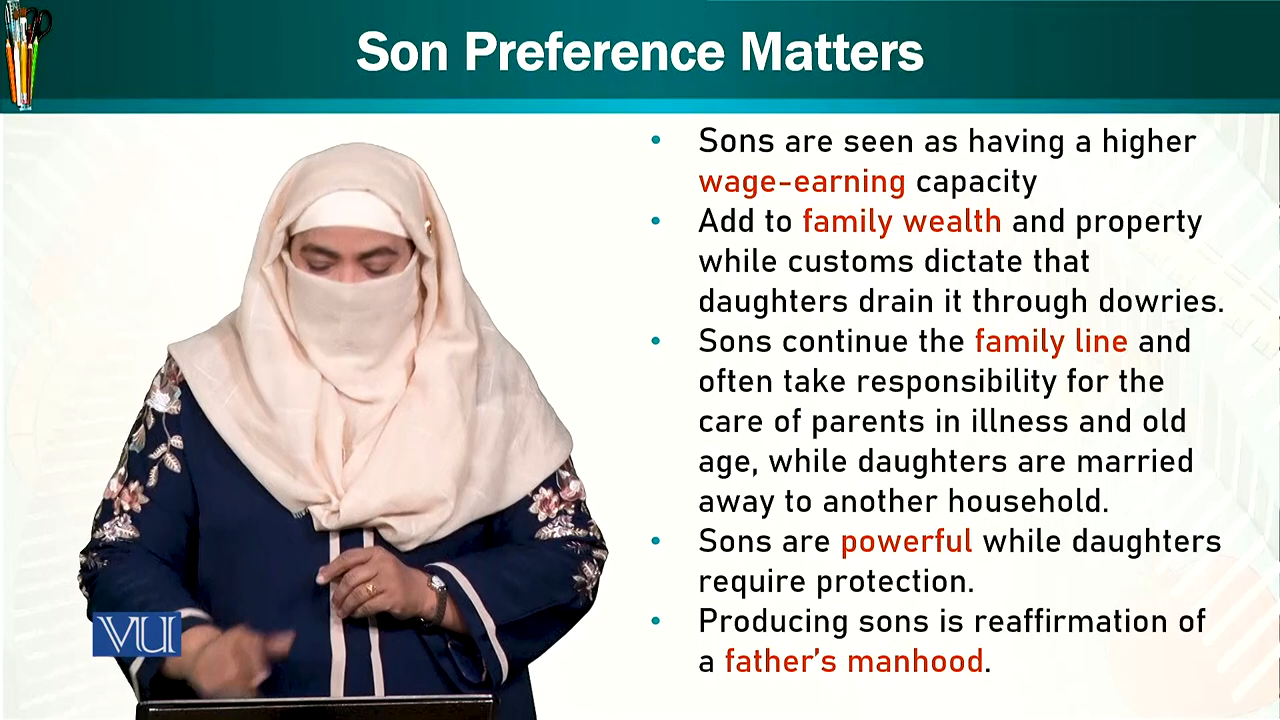 Son Preference Matters
• Sons are seen as having a higher
wage-earning capacity
• Add to family wealth and property
while customs dictate that
daughters drain it through dowries.
• Sons continue the family line and
often take responsibility for the
care of parents in illness and old
age, while daughters are married
away to another household.
• Sons are powerful while daughters
require protection.
• Producing sons is reaffirmation of
a father's manhood.
VU